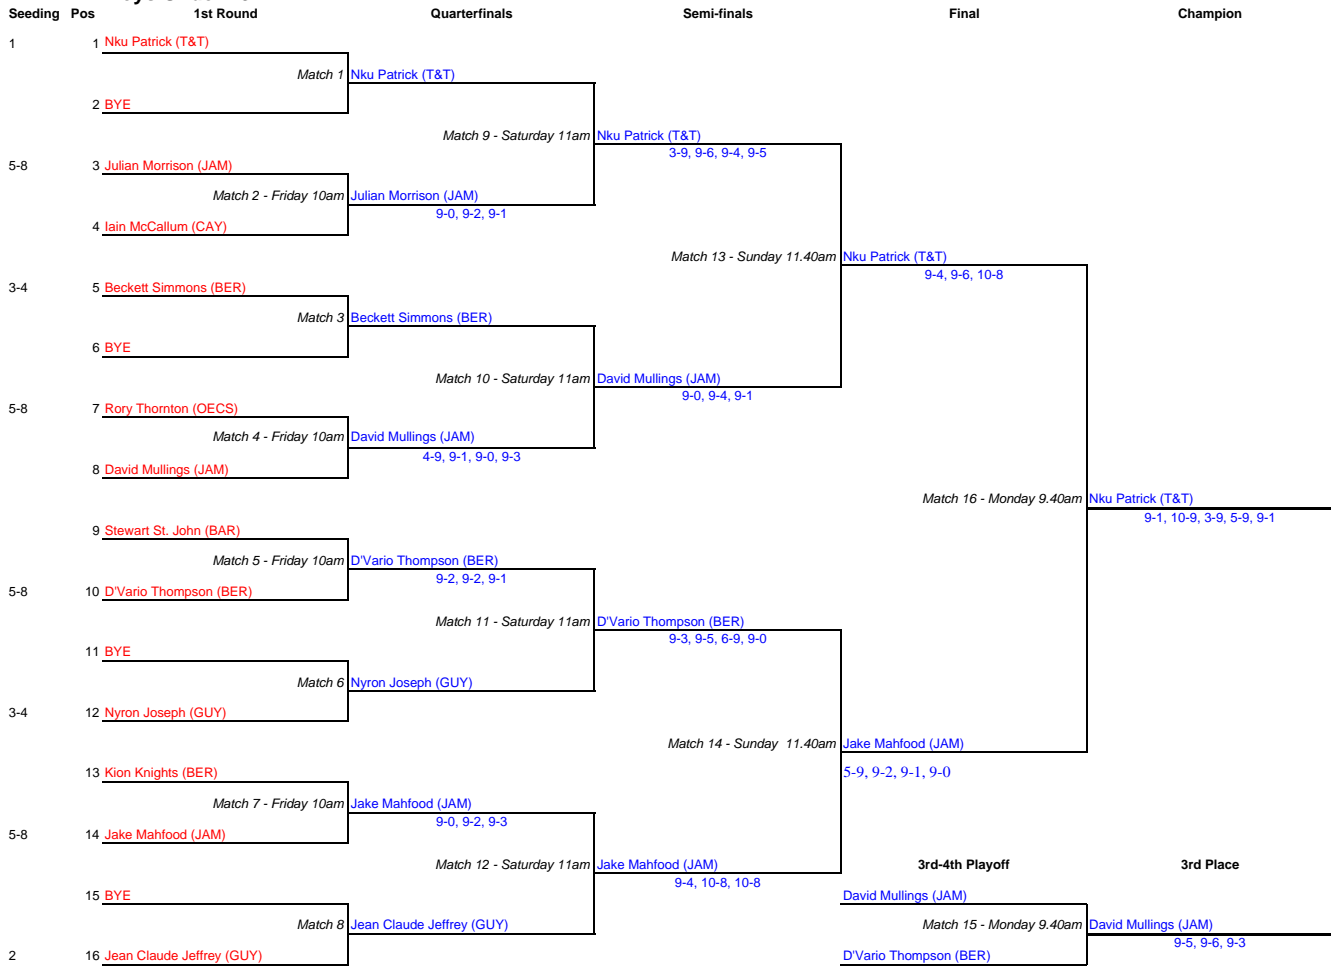 Seeding Pos 1st Round Quarterfinals Semi-finals Final Champion
1 1 Nku Patrick (T&T)
Match 1 Nku Patrick (T&T)
2 BYE
Match 9 - Saturday 11am Nku Patrick (T&T)
3-9, 9-6, 9-4, 9-5
5-8 3 Julian Morrison (JAM)
Match 2 - Friday 10am Julian Morrison (JAM)
9-0, 9-2, 9-1
4 Iain McCallum (CAY)
Match 13 - Sunday 11.40am Nku Patrick (T&T)
9-4, 9-6, 10-8
3-4 5 Beckett Simmons (BER)
Match 3 Beckett Simmons (BER)
6 BYE
Match 10 - Saturday 11am David Mullings (JAM)
9-0, 9-4, 9-1
5-8 7 Rory Thornton (OECS)
Match 4 - Friday 10am David Mullings (JAM)
4-9, 9-1, 9-0, 9-3
8 David Mullings (JAM)
Match 16 - Monday 9.40am Nku Patrick (T&T)
9-1, 10-9, 3-9, 5-9, 9-1
9 Stewart St. John (BAR)
Match 5 - Friday 10am D'Vario Thompson (BER)
9-2, 9-2, 9-1
5-8 10 D'Vario Thompson (BER)
Match 11 - Saturday 11am D'Vario Thompson (BER)
9-3, 9-5, 6-9, 9-0
11 BYE
Match 6 Nyron Joseph (GUY)
3-4 12 Nyron Joseph (GUY)
Match 14 - Sunday 11.40am Jake Mahfood (JAM)
5-9, 9-2, 9-1, 9-0
13 Kion Knights (BER)
Match 7 - Friday 10am Jake Mahfood (JAM)
9-0, 9-2, 9-3
5-8 14 Jake Mahfood (JAM)
Match 12 - Saturday 11am Jake Mahfood (JAM) 3rd-4th Playoff 3rd Place
9-4, 10-8, 10-8
15 BYE David Mullings (JAM)
Match 8 Jean Claude Jeffrey (GUY) Match 15 - Monday 9.40am David Mullings (JAM)
9-5, 9-6, 9-3
2 16 Jean Claude Jeffrey (GUY) D'Vario Thompson (BER)